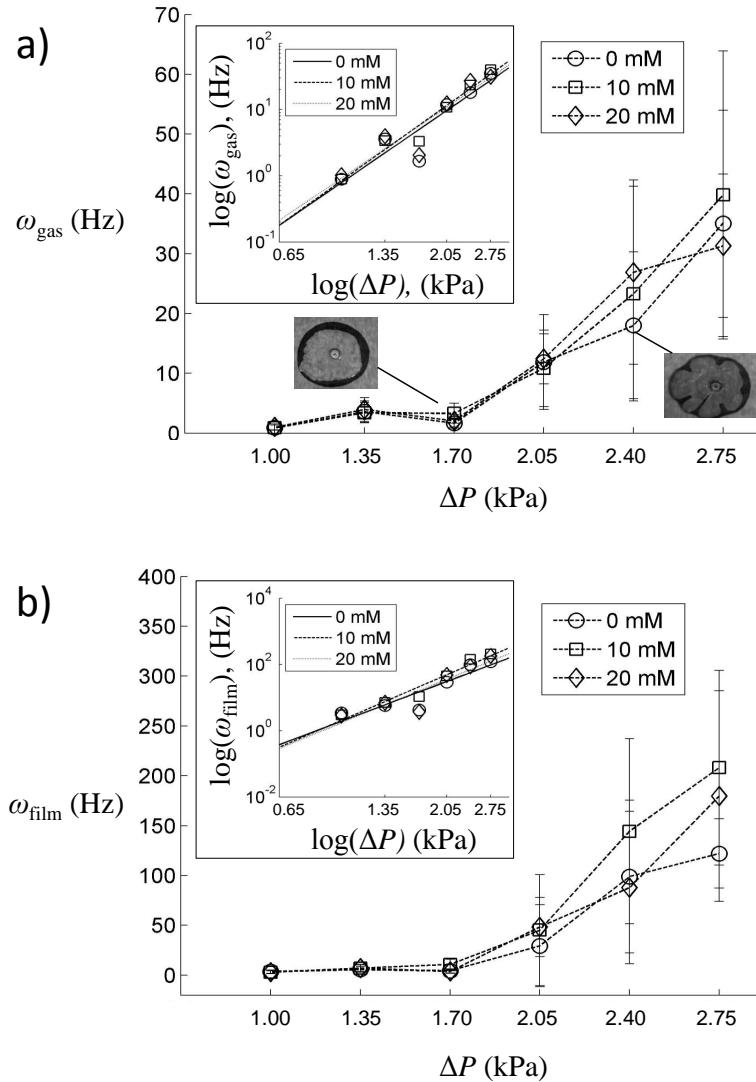 a)
70
60
50
40
30
20
10
0
ω_gas (Hz)
1.00 1.35 1.70 2.05 2.40 2.75
ΔP (kPa)
0 mM
10 mM
20 mM
10^2
10^1
10^0
10^-1
log(ω_gas), (Hz)
0 mM
10 mM
20 mM
0.65 1.35 2.05 2.75
log(ΔP), (kPa)
b)
400
350
300
250
200
150
100
50
0
ω_film (Hz)
1.00 1.35 1.70 2.05 2.40 2.75
ΔP (kPa)
0 mM
10 mM
20 mM
10^4
10^2
10^0
10^-2
log(ω_film), (Hz)
0 mM
10 mM
20 mM
0.65 1.35 2.05 2.75
log(ΔP) (kPa)